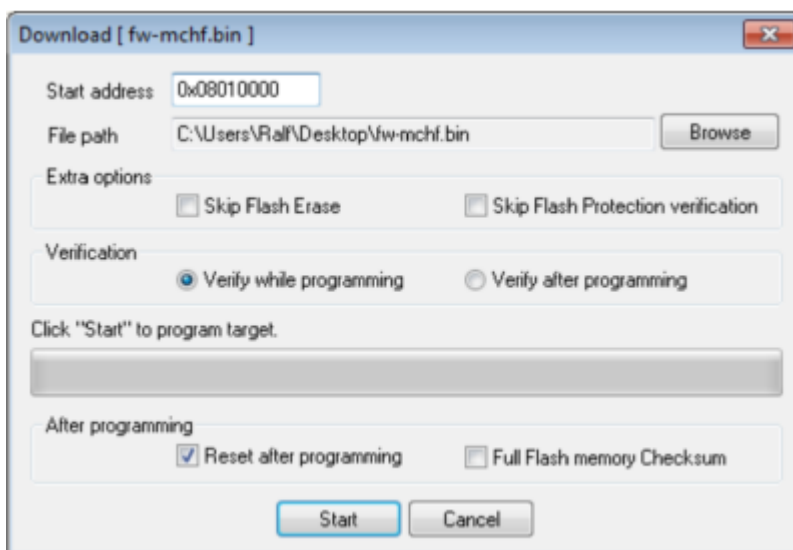 Download [ fw-mchf.bin ]
Start address 0x08010000
File path C:\Users\Ralf\Desktop\fw-mchf.bin Browse
Extra options
Skip Flash Erase Skip Flash Protection verification
Verification
Verify while programming Verify after programming
Click "Start" to program target.
After programming
Reset after programming Full Flash memory Checksum
Start Cancel